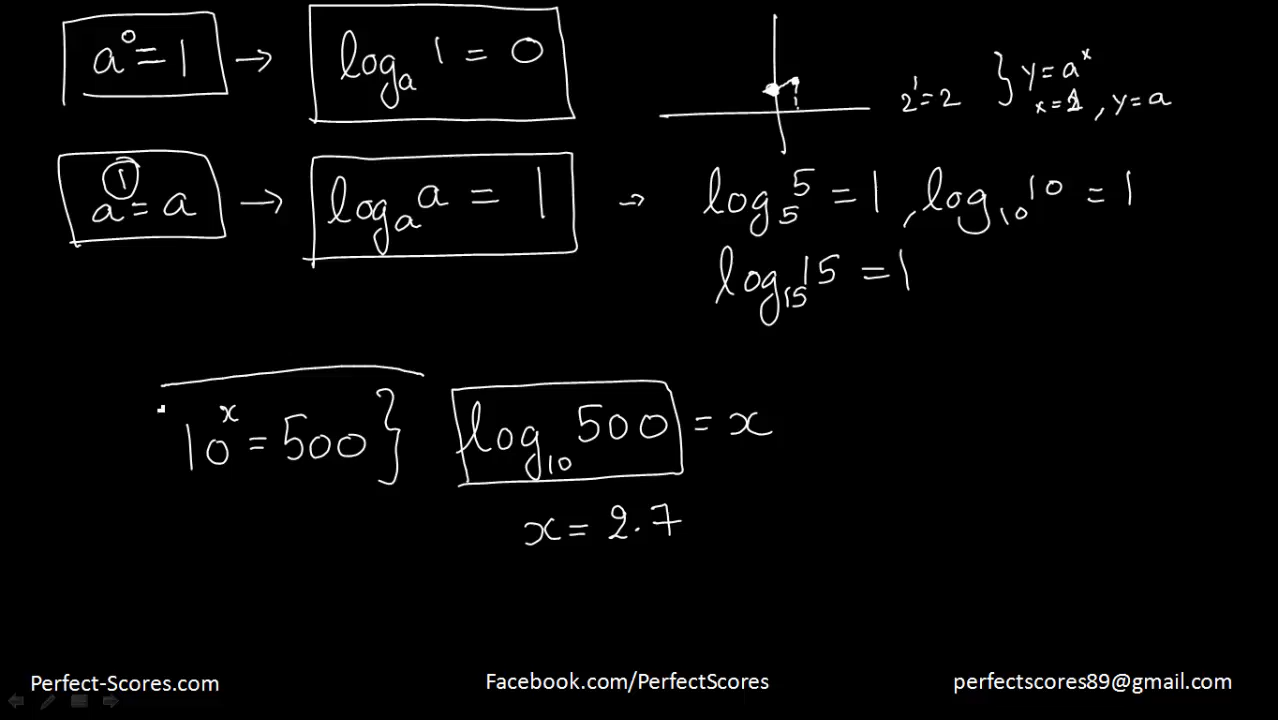 a⁰ = 1 → logₐ 1 = 0
2¹ = 2 } y = aˣ
x = 1, y = a
a¹ = a → logₐ a = 1 → log₅ 5 = 1, log₁₀ 10 = 1
log₁₅ 15 = 1
10ˣ = 500} log₁₀ 500 = x
x = 2.7
Perfect-Scores.com Facebook.com/PerfectScores perfectscores89@gmail.com